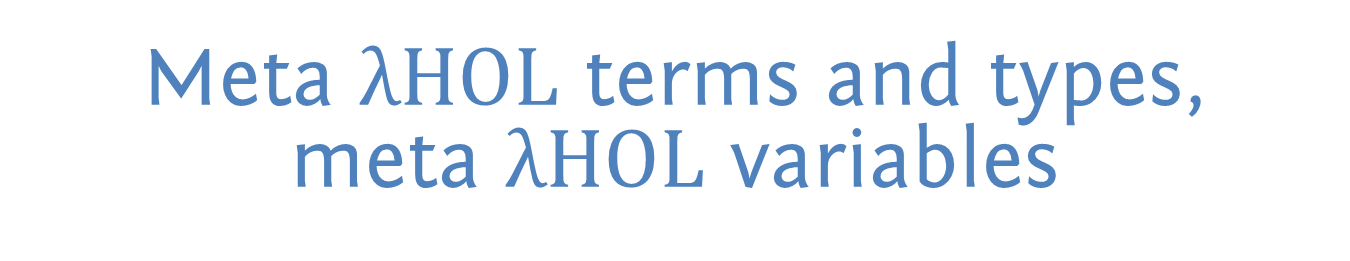 Meta λHOL terms and types,
meta λHOL variables